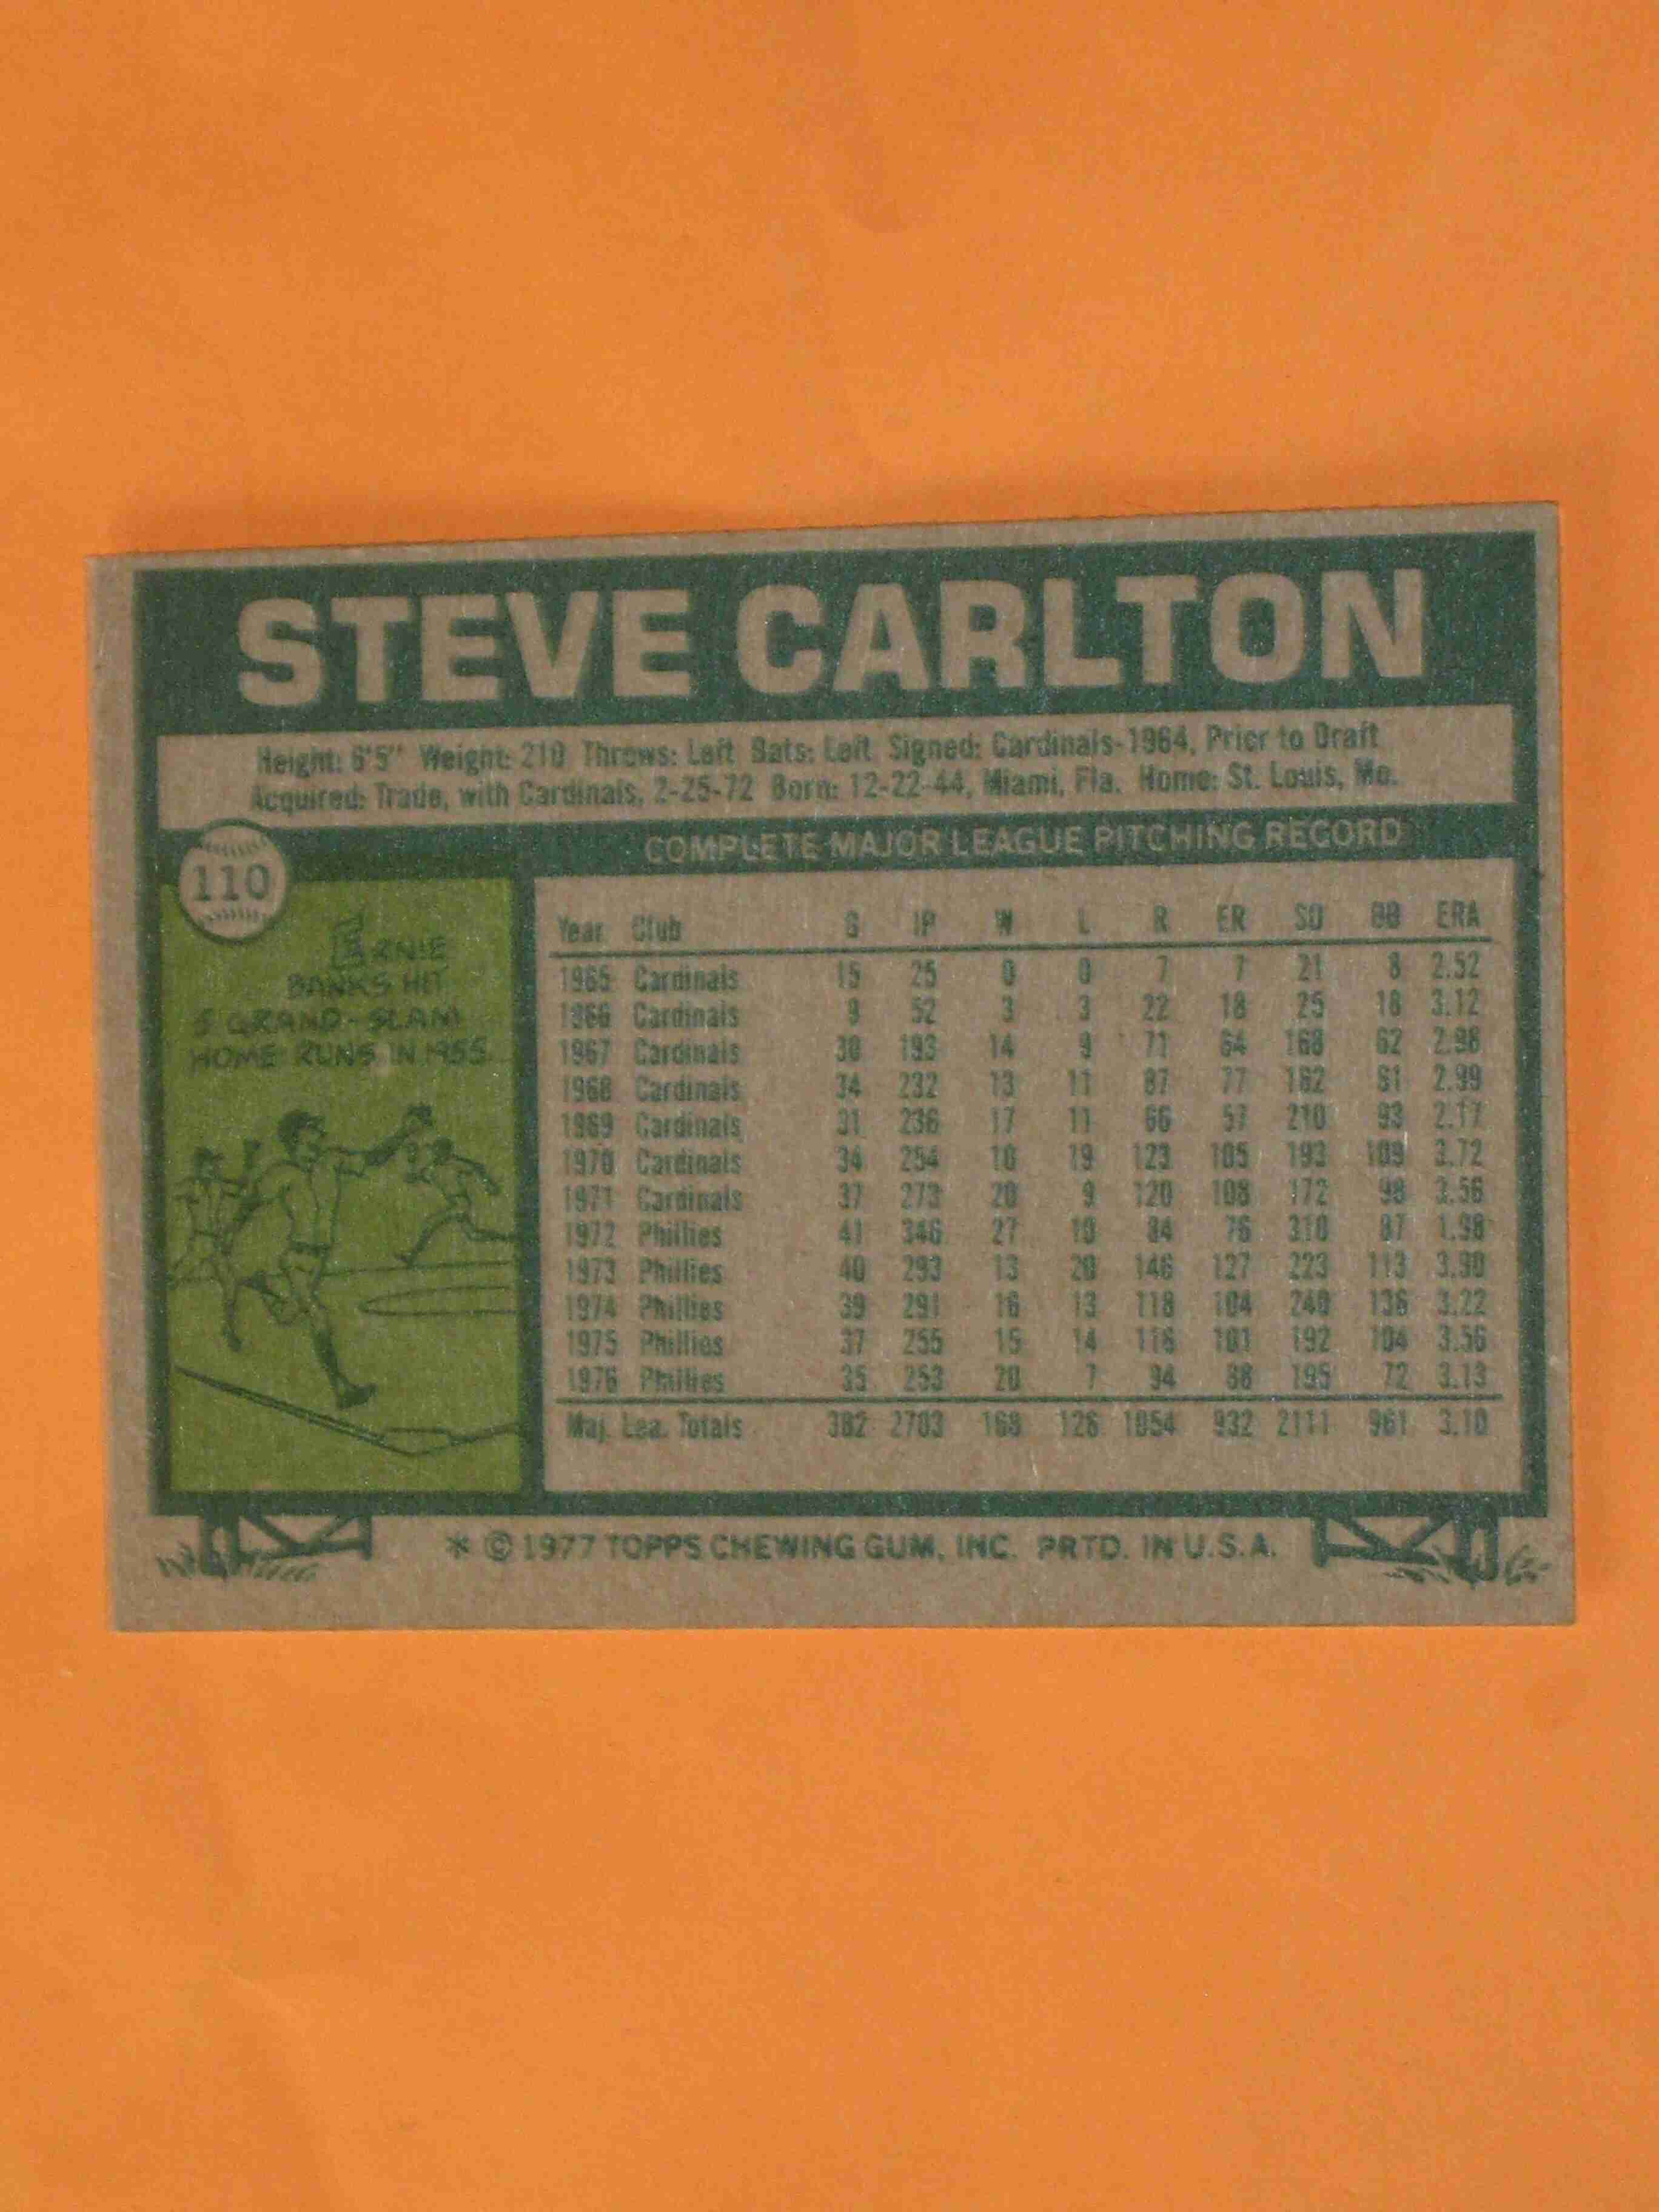 STEVE CARLTON
Height: 6'5" Weight: 210 Throws: Left Bats: Left Signed: Cardinals-1964, Prior to Draft
Acquired: Trade, with Cardinals, 2-25-72 Born: 12-22-44, Miami, Fla. Home: St. Louis, Mo.
110
ERNIE
BANKS HIT
5 GRAND-SLAM
HOME RUNS IN 1955.
COMPLETE MAJOR LEAGUE PITCHING RECORD
Year Club G IP W L R ER SO BB ERA
1965 Cardinals 15 25 0 0 7 7 21 8 2.52
1966 Cardinals 9 52 3 3 22 18 25 18 3.12
1967 Cardinals 30 193 14 9 71 64 168 62 2.98
1968 Cardinals 34 232 13 11 87 77 162 61 2.99
1969 Cardinals 31 236 17 11 66 57 210 93 2.17
1970 Cardinals 34 254 10 19 123 105 193 109 3.72
1971 Cardinals 37 273 20 9 120 108 172 98 3.56
1972 Phillies 41 346 27 10 84 76 310 87 1.98
1973 Phillies 40 293 13 20 146 127 223 113 3.90
1974 Phillies 39 291 16 13 118 104 240 136 3.22
1975 Phillies 37 255 15 14 116 101 192 104 3.56
1976 Phillies 35 253 20 7 94 88 195 72 3.13
Maj. Lea. Totals 382 2703 168 126 1054 932 2111 961 3.10
* © 1977 TOPPS CHEWING GUM, INC. PRTD. IN U.S.A.